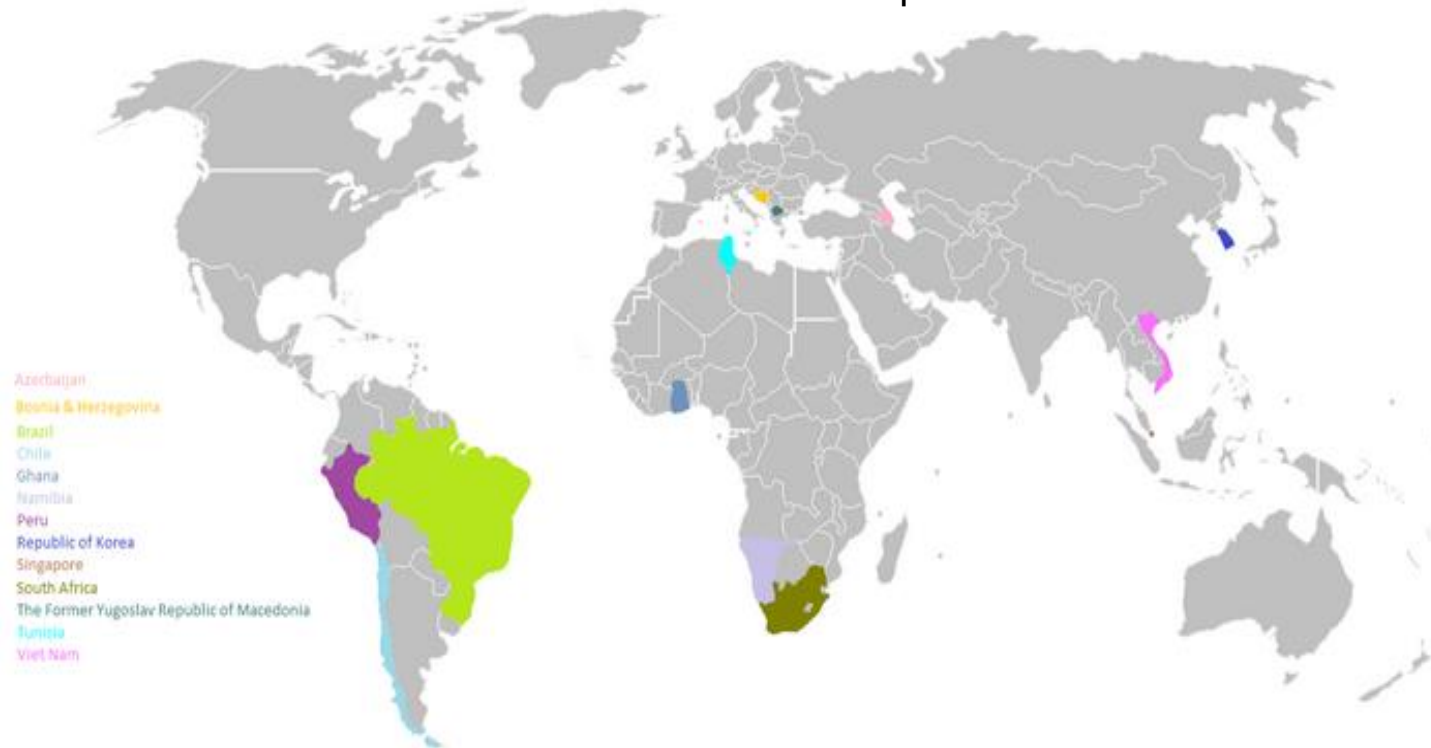 Azerbaijan
Bosnia & Herzegovina
Brazil
Chile
Ghana
Namibia
Peru
Republic of Korea
Singapore
South Africa
The Former Yugoslav Republic of Macedonia
Tunisia
Viet Nam